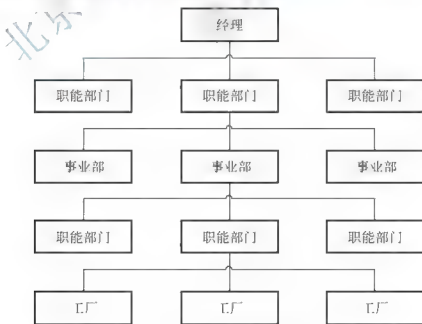 北京
经理
职能部门 职能部门 职能部门
事业部 事业部 事业部
职能部门 职能部门 职能部门
工厂 工厂 工厂